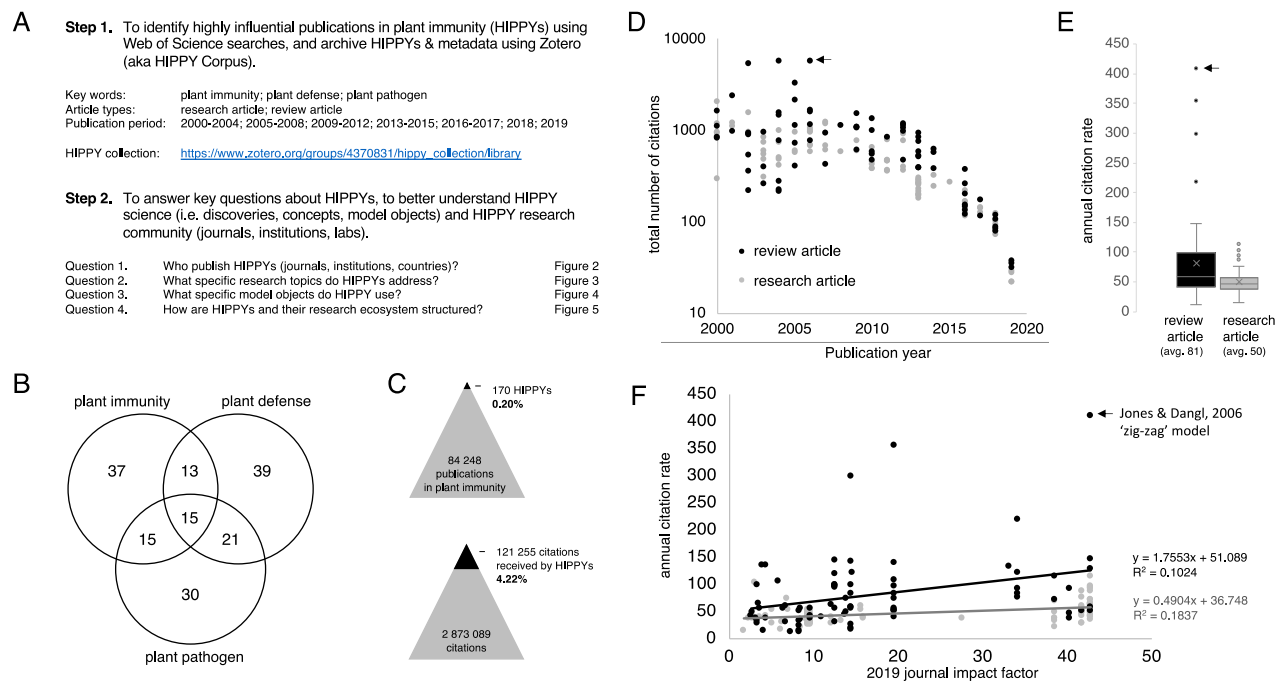 A
Step 1. To identify highly influential publications in plant immunity (HIPPYs) using
Web of Science searches, and archive HIPPYs & metadata using Zotero
(aka HIPPY Corpus).
Key words: plant immunity; plant defense; plant pathogen
Article types: research article; review article
Publication period: 2000-2004; 2005-2008; 2009-2012; 2013-2015; 2016-2017; 2018; 2019
HIPPY collection: https://www.zotero.org/groups/4370831/hippy_collection/library
Step 2. To answer key questions about HIPPYs, to better understand HIPPY
science (i.e. discoveries, concepts, model objects) and HIPPY research
community (journals, institutions, labs).
Question 1. Who publish HIPPYs (journals, institutions, countries)? Figure 2
Question 2. What specific research topics do HIPPYs address? Figure 3
Question 3. What specific model objects do HIPPY use? Figure 4
Question 4. How are HIPPYs and their research ecosystem structured? Figure 5
B
plant immunity
plant defense
37
13
39
15
15
21
30
plant pathogen
C
170 HIPPYs
0.20%
84 248
publications
in plant immunity
121 255 citations
received by HIPPYs
4.22%
2 873 089
citations
D
total number of citations
10000
1000
100
10
review article
research article
2000
2005
2010
2015
2020
Publication year
E
annual citation rate
450
400
350
300
250
200
150
100
50
0
review
article
(avg. 81)
research
article
(avg. 50)
F
annual citation rate
450
400
350
300
250
200
150
100
50
0
Jones & Dangl, 2006
'zig-zag' model
y = 1.7553x + 51.089
R² = 0.1024
y = 0.4904x + 36.748
R² = 0.1837
0
10
20
30
40
50
2019 journal impact factor